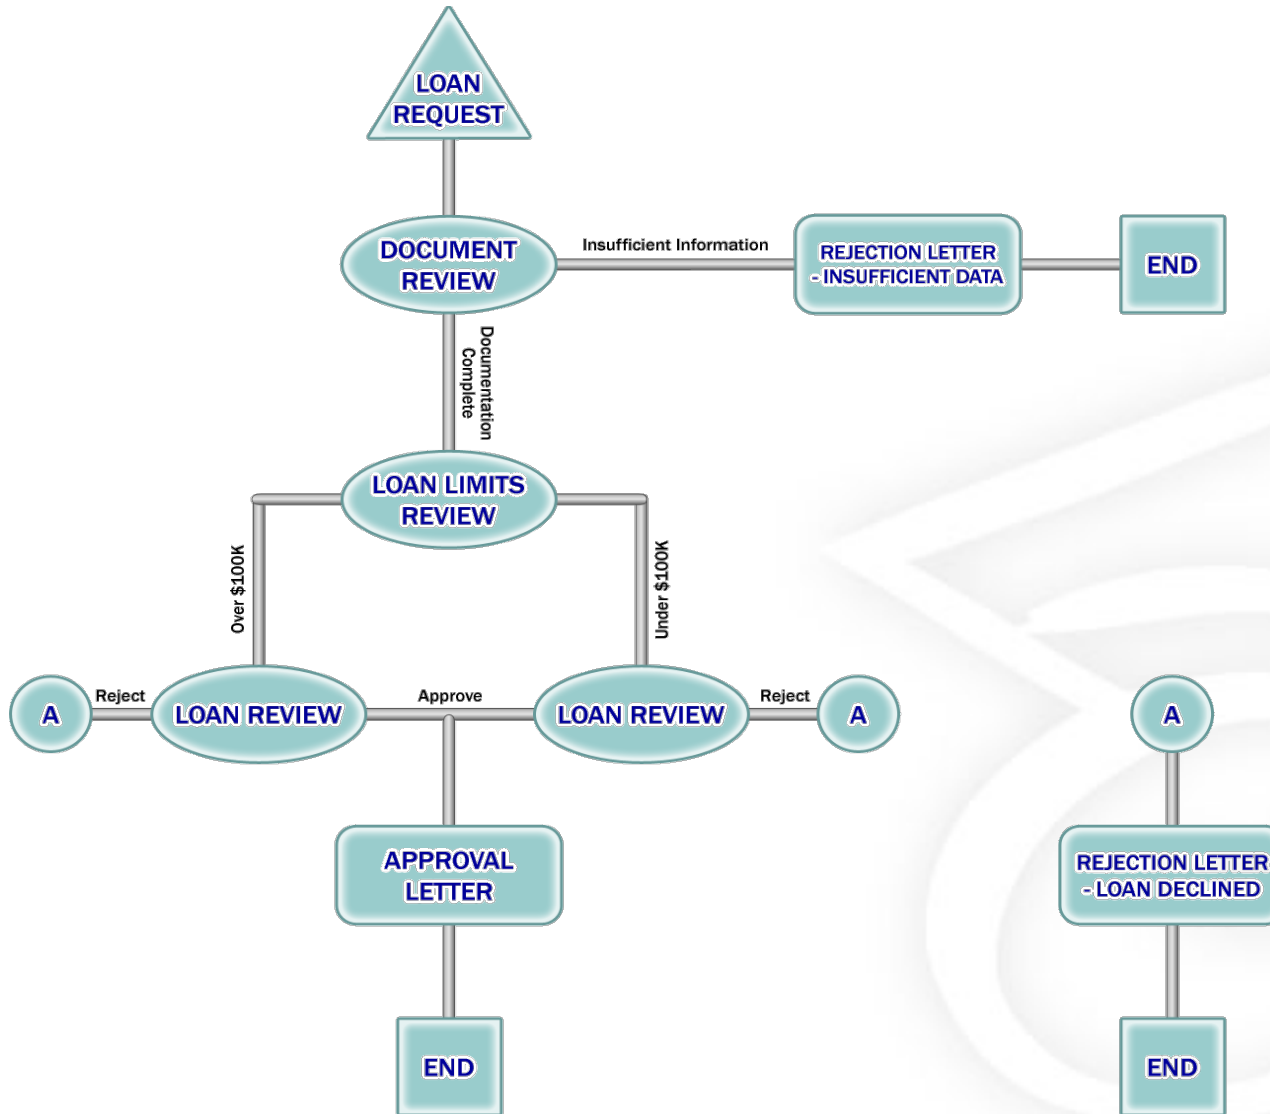 LOAN
REQUEST
DOCUMENT
REVIEW
Insufficient Information
REJECTION LETTER
- INSUFFICIENT DATA
END
Documentation
Complete
LOAN LIMITS
REVIEW
Over $100K
Under $100K
A
Reject
LOAN REVIEW
Approve
LOAN REVIEW
Reject
A
A
APPROVAL
LETTER
REJECTION LETTER
- LOAN DECLINED
END
END